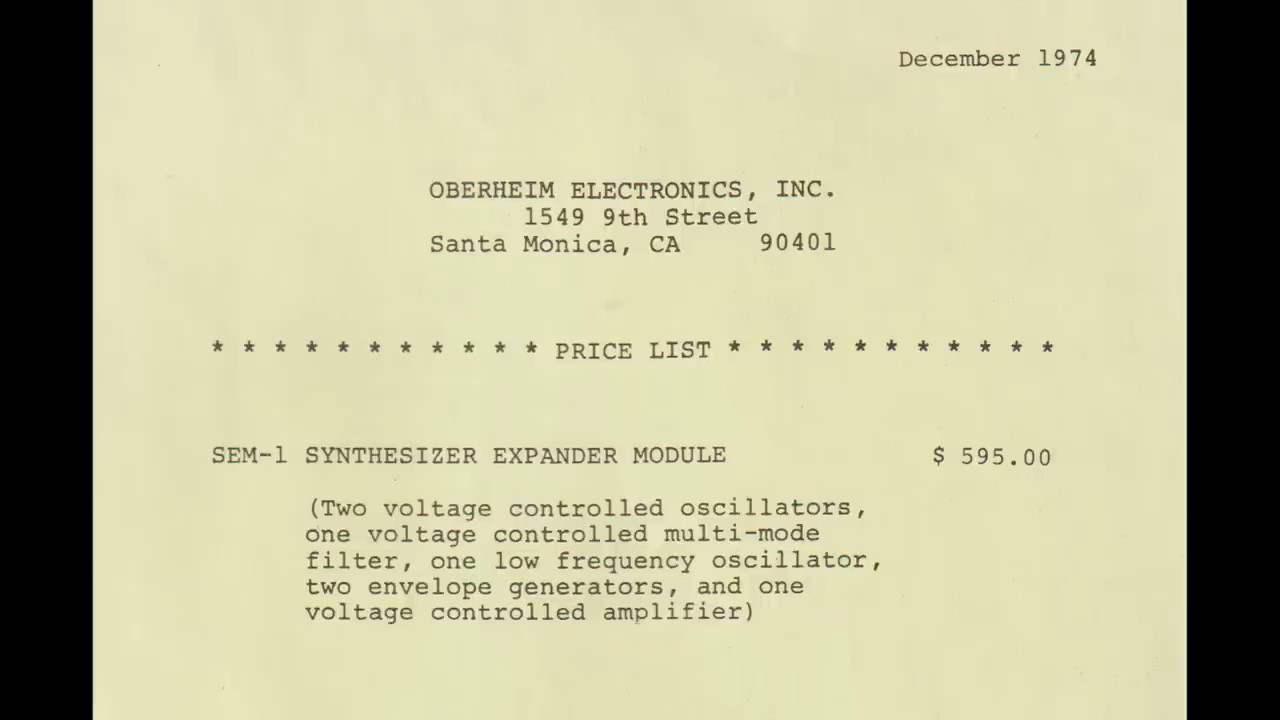 December 1974
OBERHEIM ELECTRONICS, INC.
1549 9th Street
Santa Monica, CA 90401
* * * * * * * * * * * PRICE LIST * * * * * * * * * * *
SEM-1 SYNTHESIZER EXPANDER MODULE $ 595.00
(Two voltage controlled oscillators,
one voltage controlled multi-mode
filter, one low frequency oscillator,
two envelope generators, and one
voltage controlled amplifier)